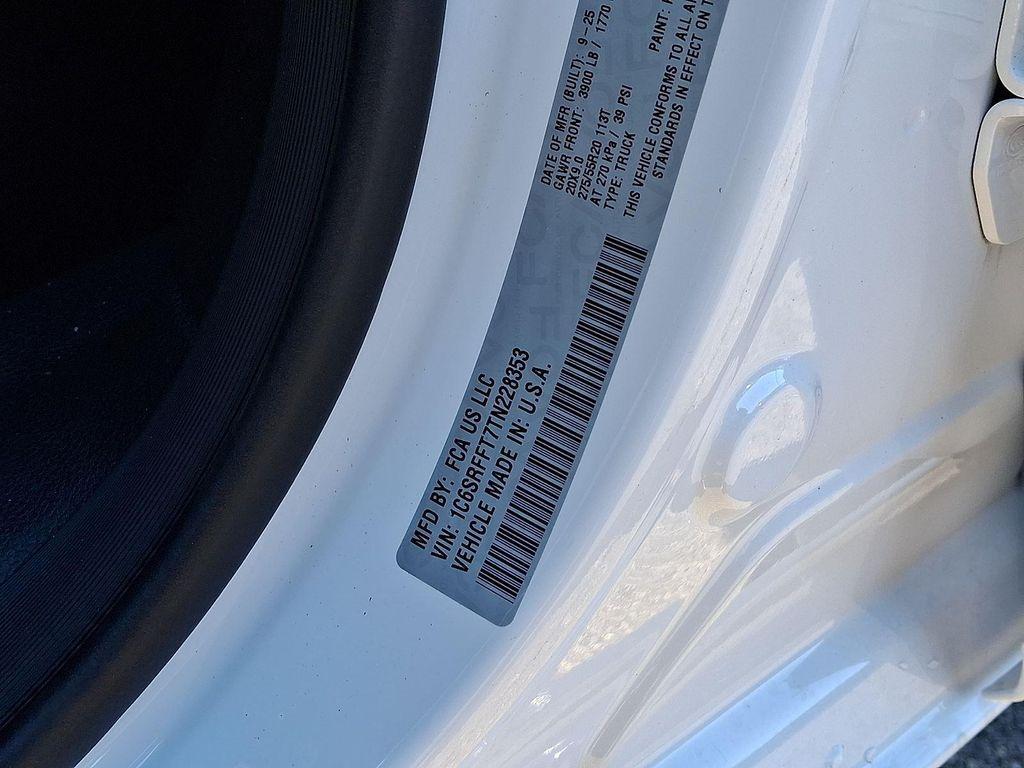 MFD BY: FCA US LLC
VIN: 1C6SRFFT7TN228353
VEHICLE MADE IN: U.S.A.
DATE OF MFR (BUILT): 9-25
GAWR FRONT: 3900 LB / 1770
20X9.0
275/55R20 113T
AT 270 kPa / 39 PSI
TYPE: TRUCK
PAINT:
THIS VEHICLE CONFORMS TO ALL
STANDARDS IN EFFECT ON